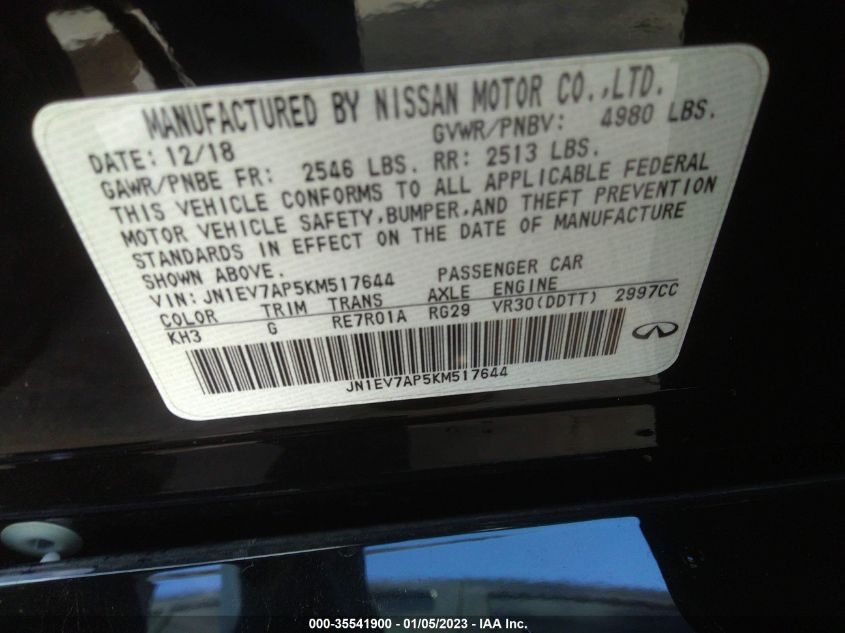 MANUFACTURED BY NISSAN MOTOR CO.,LTD.
DATE: 12/18 GVWR/PNBV: 4980 LBS.
GAWR/PNBE FR: 2546 LBS. RR: 2513 LBS.
THIS VEHICLE CONFORMS TO ALL APPLICABLE FEDERAL
MOTOR VEHICLE SAFETY,BUMPER,AND THEFT PREVENTION
STANDARDS IN EFFECT ON THE DATE OF MANUFACTURE
SHOWN ABOVE.
VIN: JN1EV7AP5KM517644 PASSENGER CAR
COLOR TRIM TRANS AXLE ENGINE
KH3 G RE7R01A RG29 VR30(DDTT) 2997CC
JN1EV7AP5KM517644
000-35541900 - 01/05/2023 - IAA Inc.